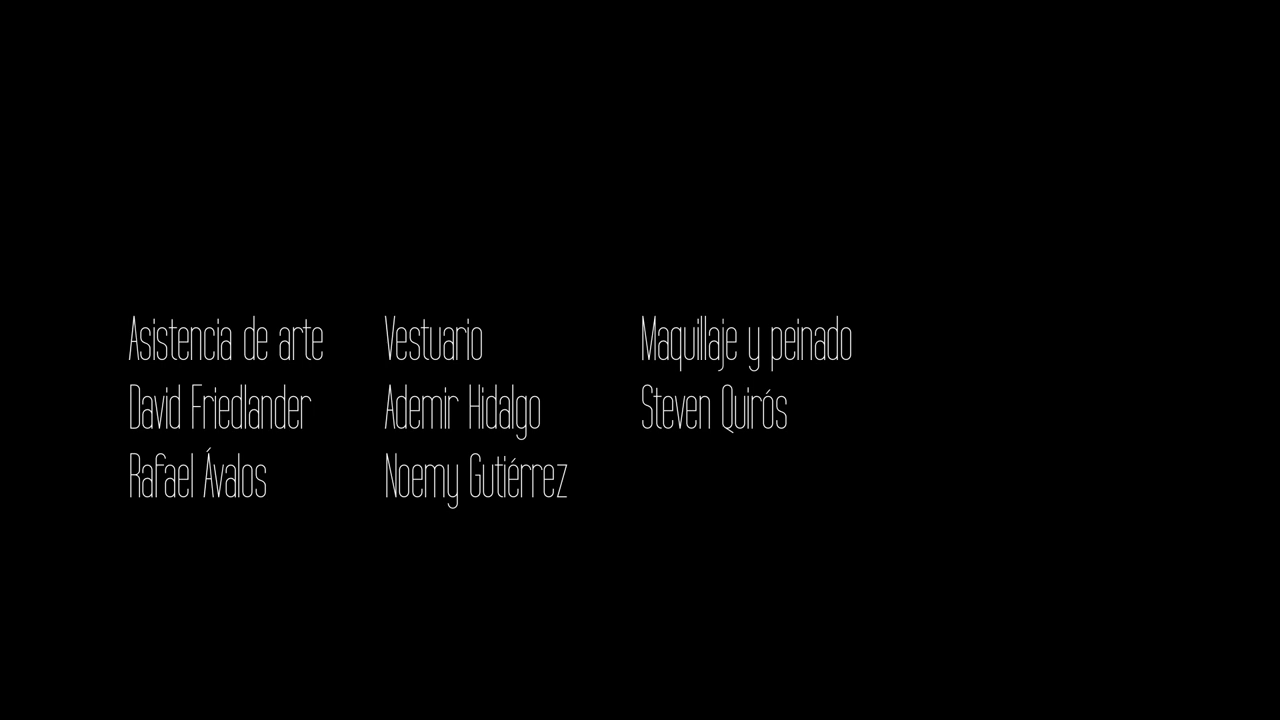 Asistencia de arte
David Friedlander
Rafael Ávalos
Vestuario
Ademir Hidalgo
Noemy Gutiérrez
Maquillaje y peinado
Steven Quirós